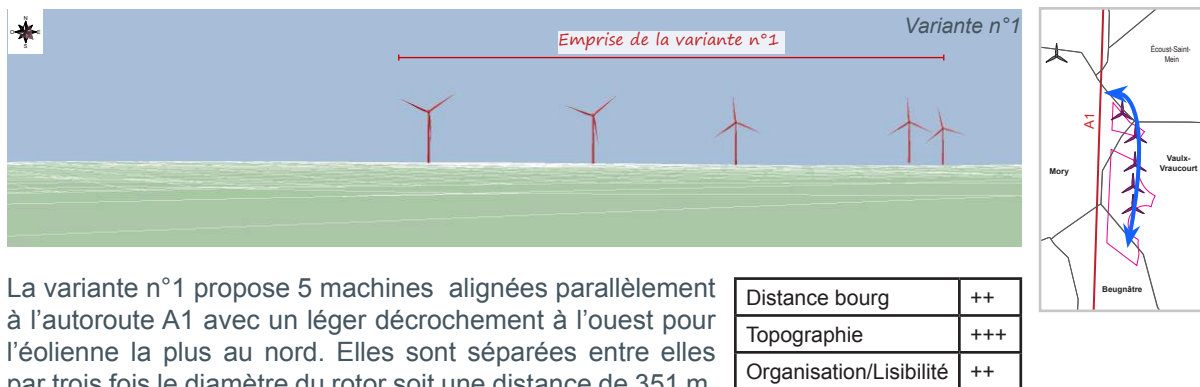 N
O
E
S
Variante n°1
Emprise de la variante n°1
La variante n°1 propose 5 machines alignées parallèlement
à l'autoroute A1 avec un léger décrochement à l'ouest pour
l'éolienne la plus au nord. Elles sont séparées entre elles
par trois fois le diamètre du rotor soit une distance de 351 m.
Distance bourg ++
Topographie +++
Organisation/Lisibilité ++
Écoust-Saint-
Mein
A1
Mory
Vaulx-
Vraucourt
Beugnâtre